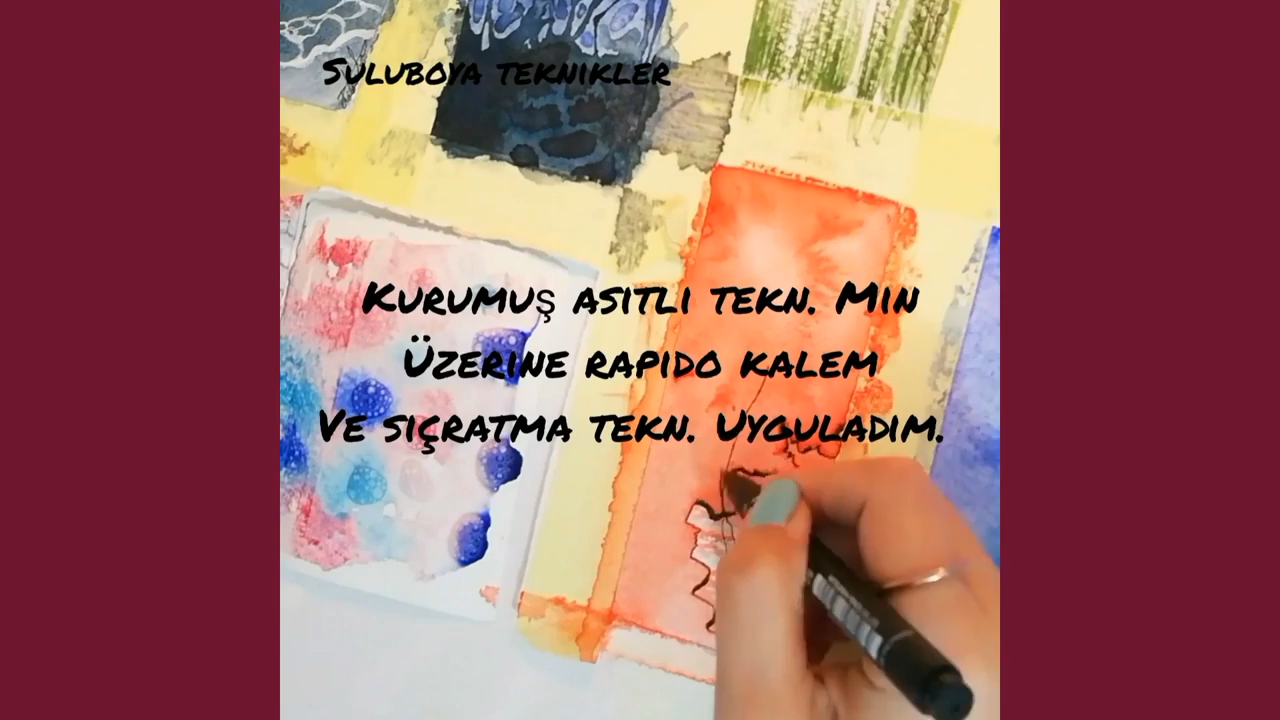 Suluboya teknikler
Kurumuş asitli tekn. Min
Üzerine rapido kalem
Ve sıçratma tekn. Uyguladım.